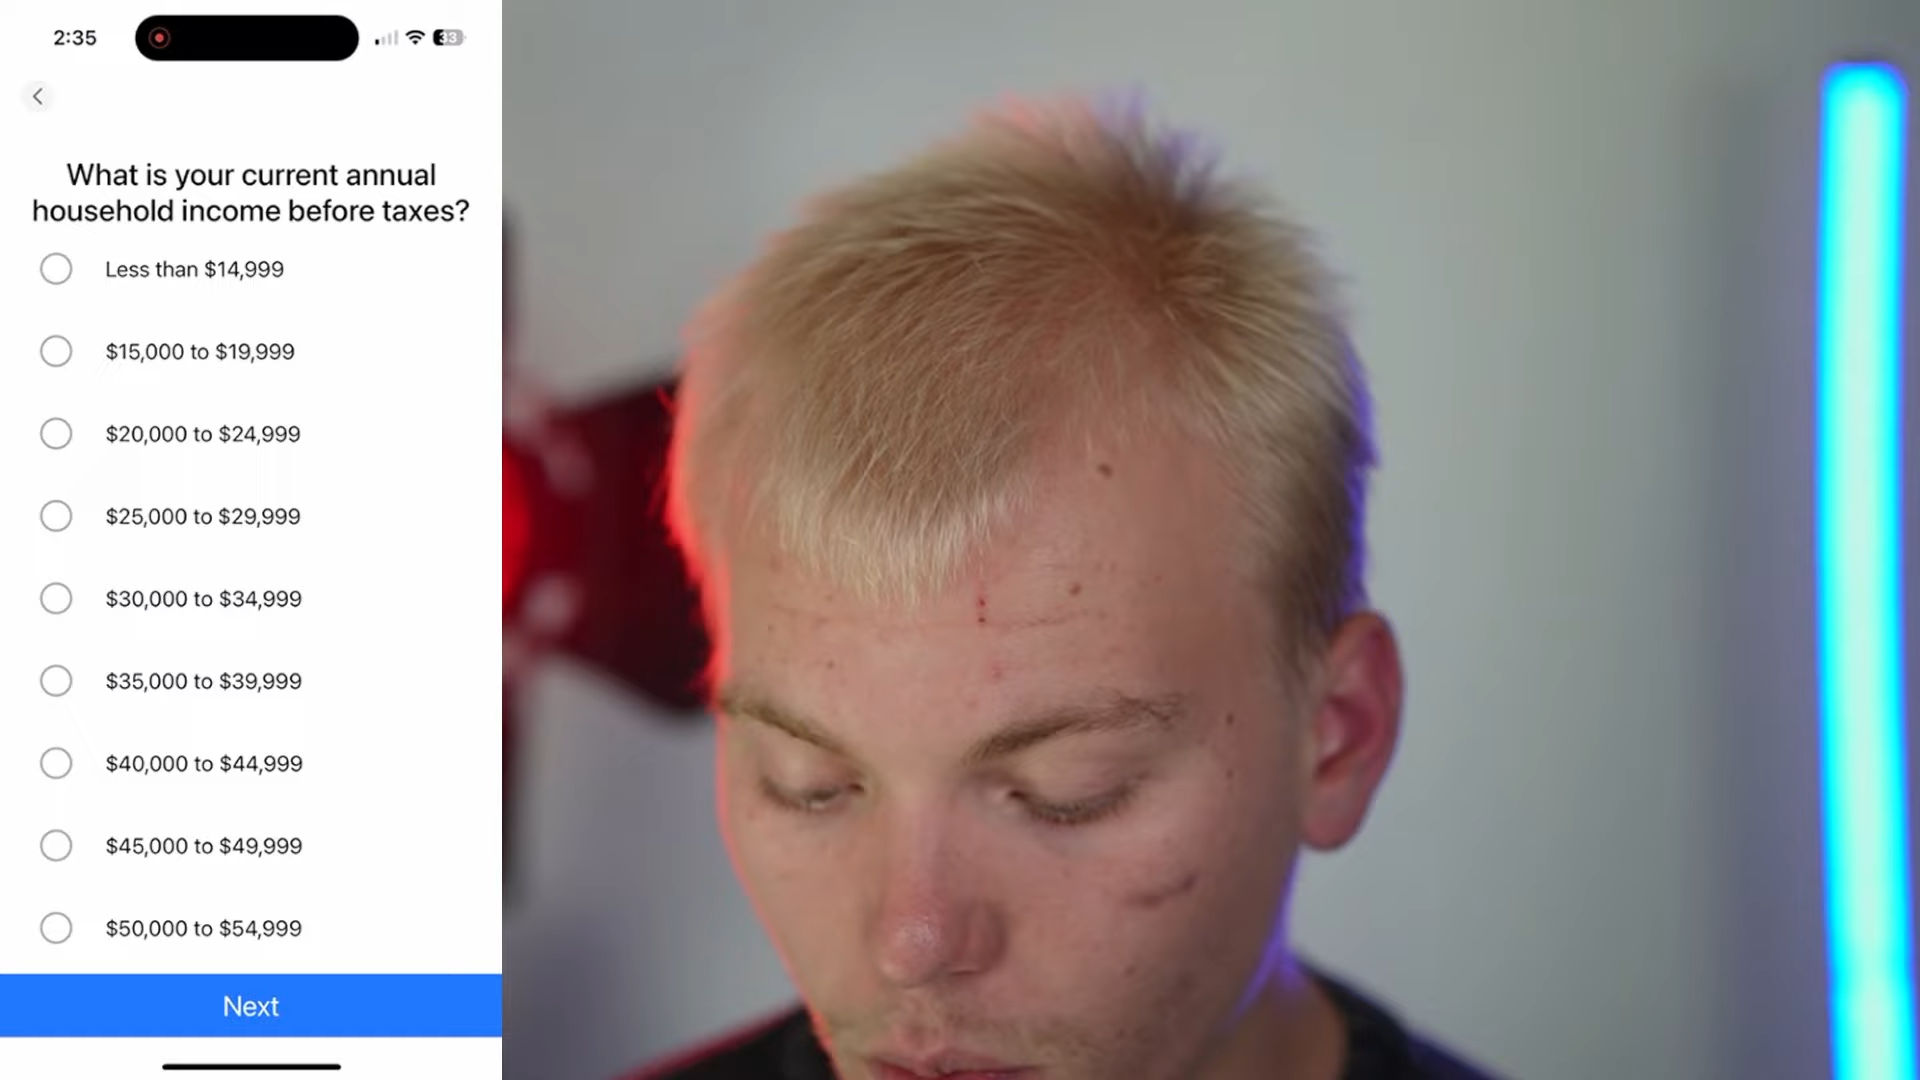 2:35
33
What is your current annual
household income before taxes?
Less than $14,999
$15,000 to $19,999
$20,000 to $24,999
$25,000 to $29,999
$30,000 to $34,999
$35,000 to $39,999
$40,000 to $44,999
$45,000 to $49,999
$50,000 to $54,999
Next